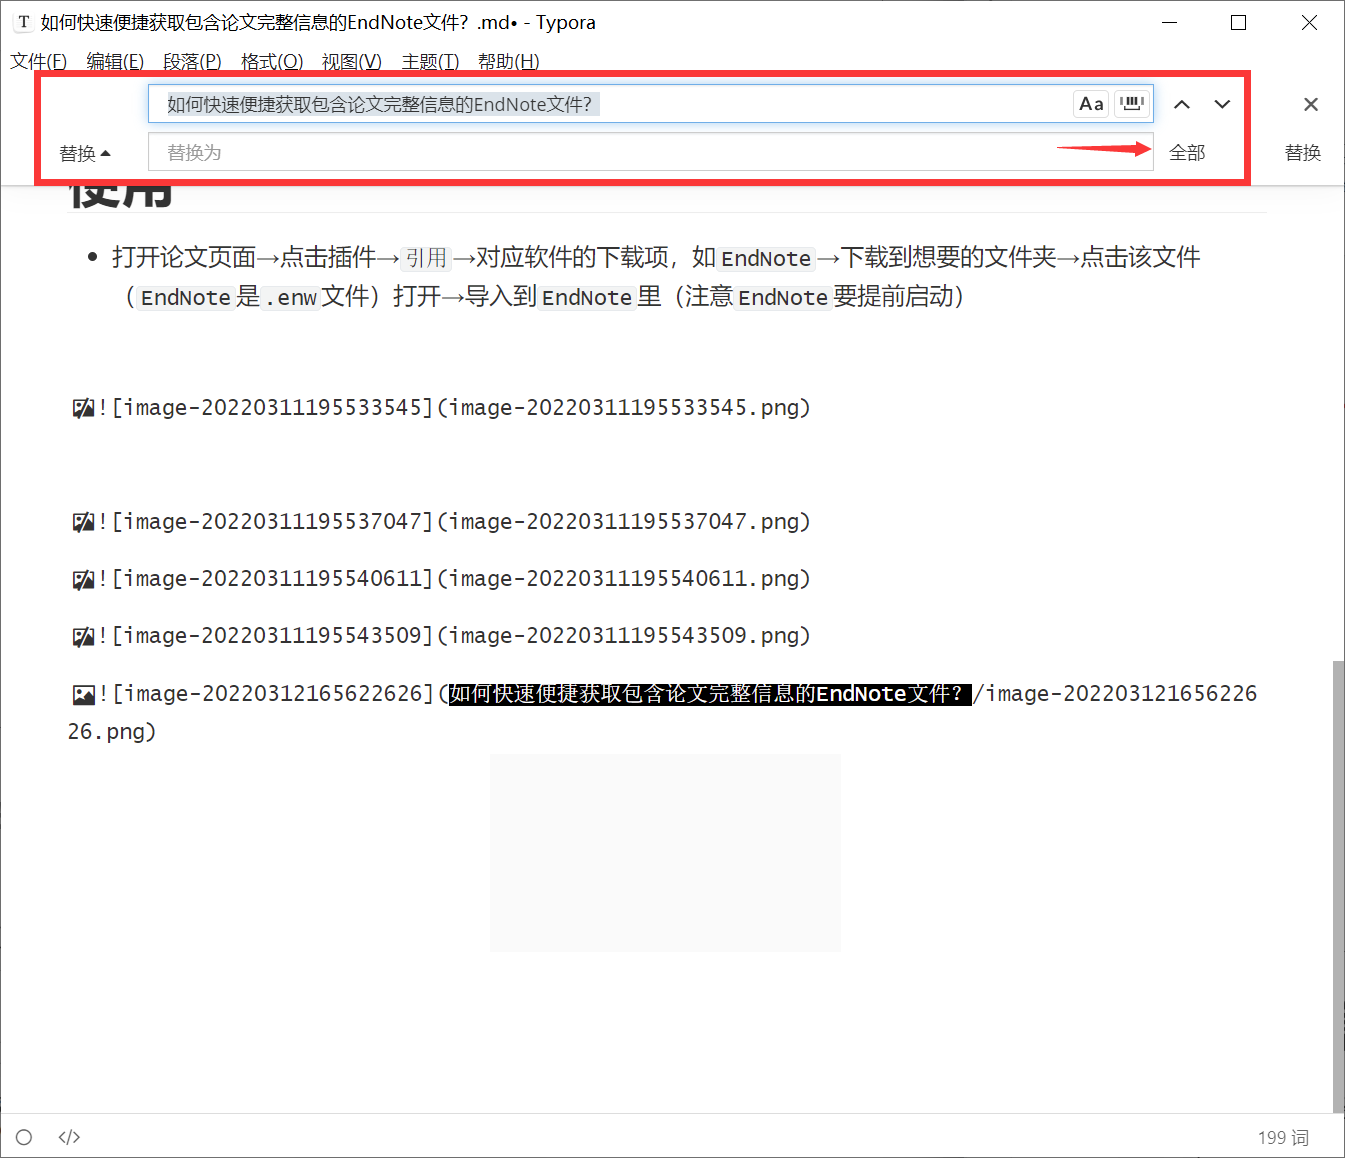 T 如何快速便捷获取包含论文完整信息的EndNote文件？.md• - Typora
文件(F) 编辑(E) 段落(P) 格式(O) 视图(V) 主题(T) 帮助(H)
如何快速便捷获取包含论文完整信息的EndNote文件？ Aa
替换 替换为 全部 替换
使用
打开论文页面→点击插件→引用→对应软件的下载项，如EndNote→下载到想要的文件夹→点击该文件
（EndNote是.enw文件）打开→导入到EndNote里（注意EndNote要提前启动）
![image-20220311195533545](image-20220311195533545.png)
![image-20220311195537047](image-20220311195537047.png)
![image-20220311195540611](image-20220311195540611.png)
![image-20220311195543509](image-20220311195543509.png)
![image-20220312165622626](如何快速便捷获取包含论文完整信息的EndNote文件？/image-202203121656226
26.png)
</> 199 词